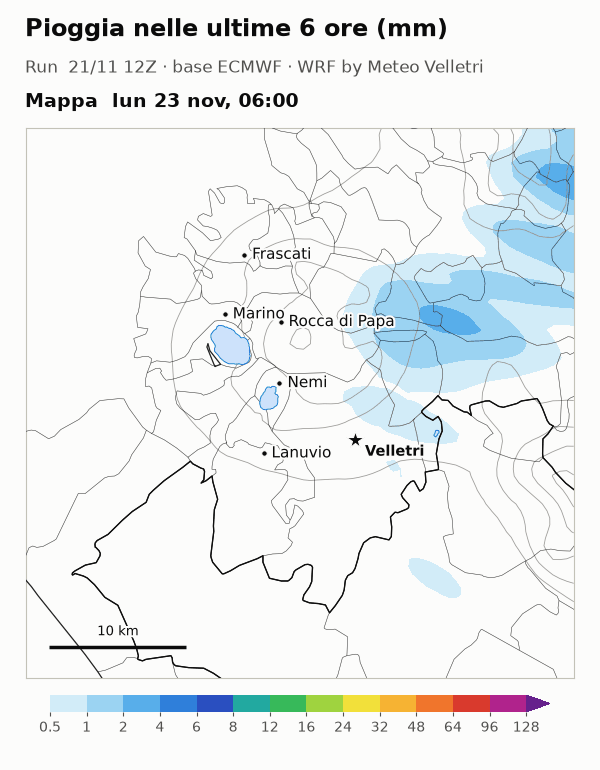 Pioggia nelle ultime 6 ore (mm)
Run  21/11 12Z · base ECMWF · WRF by Meteo Velletri
Mappa  lun 23 nov, 06:00
Frascati
Marino
Rocca di Papa
Nemi
Velletri
Lanuvio
10 km
0.5 1 2 4 6 8 12 16 24 32 48 64 96 128